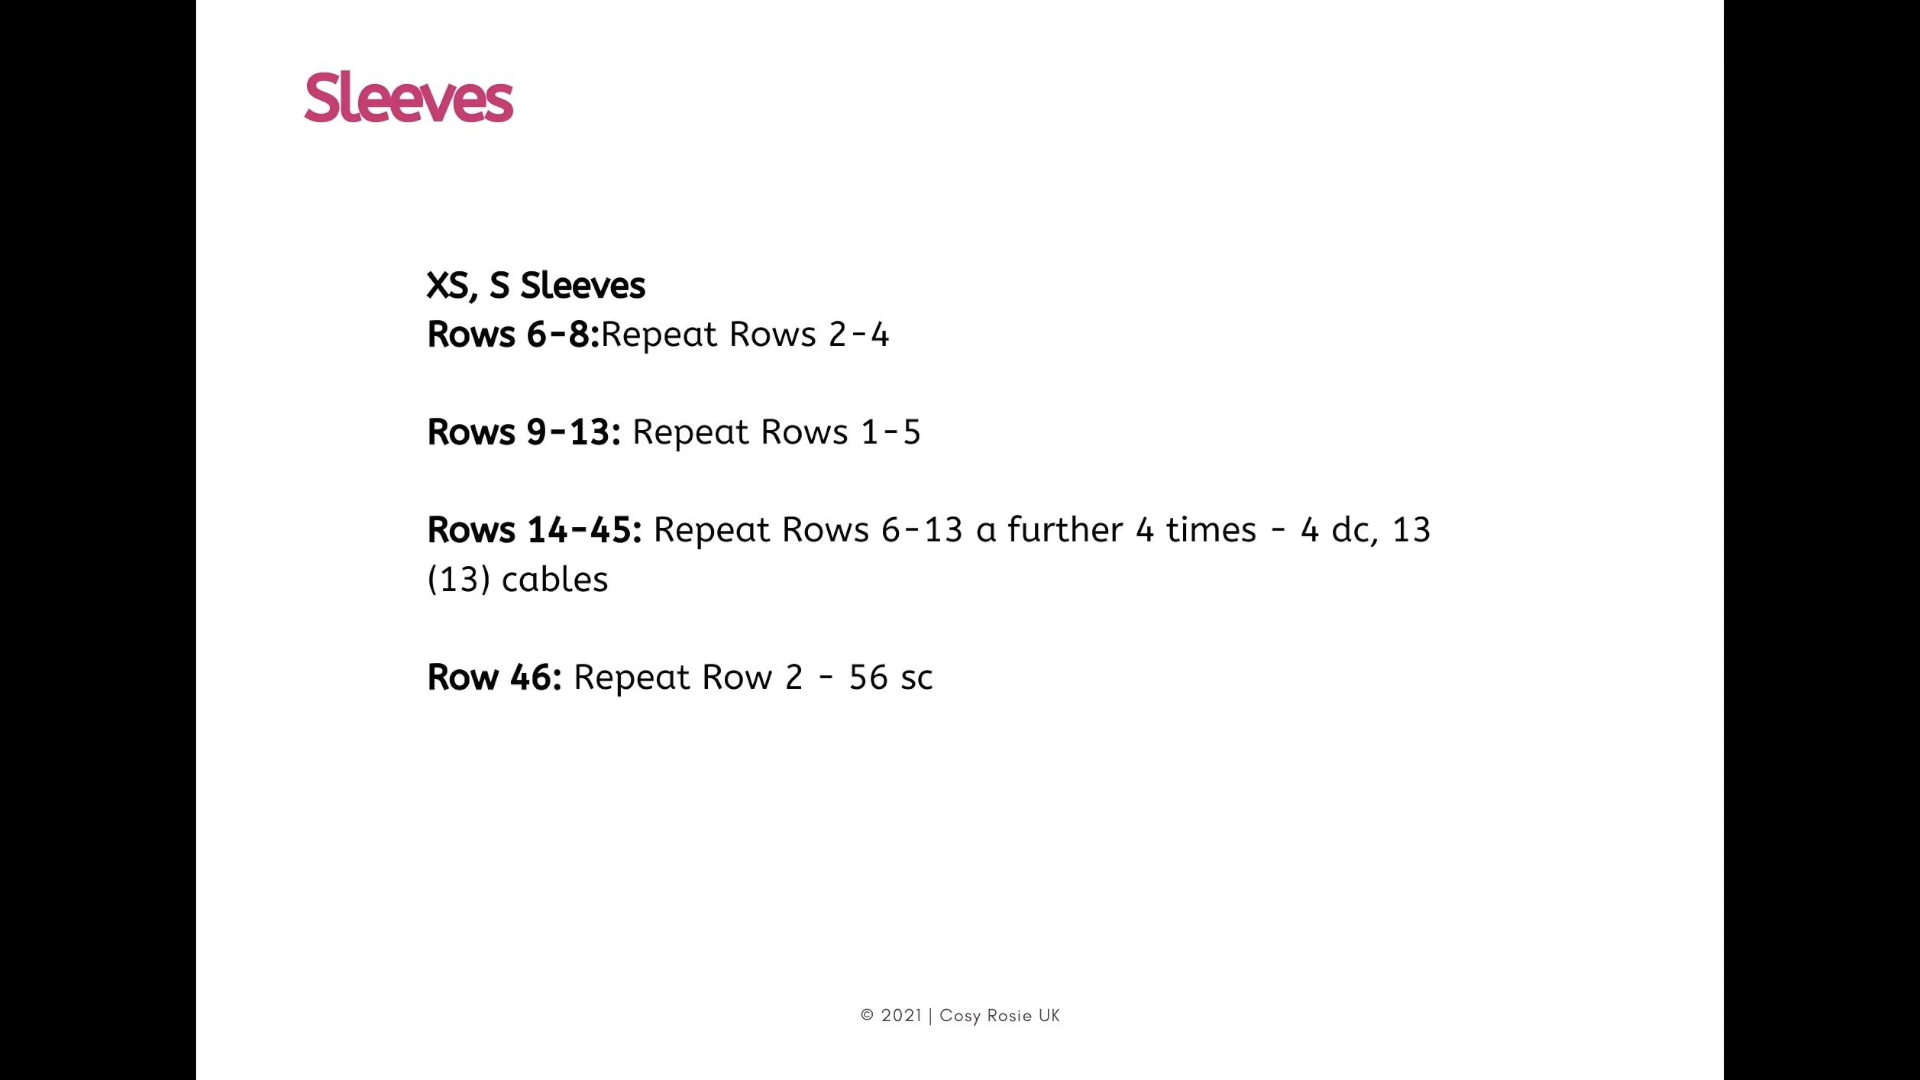 Sleeves
XS, S Sleeves
Rows 6-8:Repeat Rows 2-4
Rows 9-13: Repeat Rows 1-5
Rows 14-45: Repeat Rows 6-13 a further 4 times - 4 dc, 13
(13) cables
Row 46: Repeat Row 2 - 56 sc
© 2021 | Cosy Rosie UK